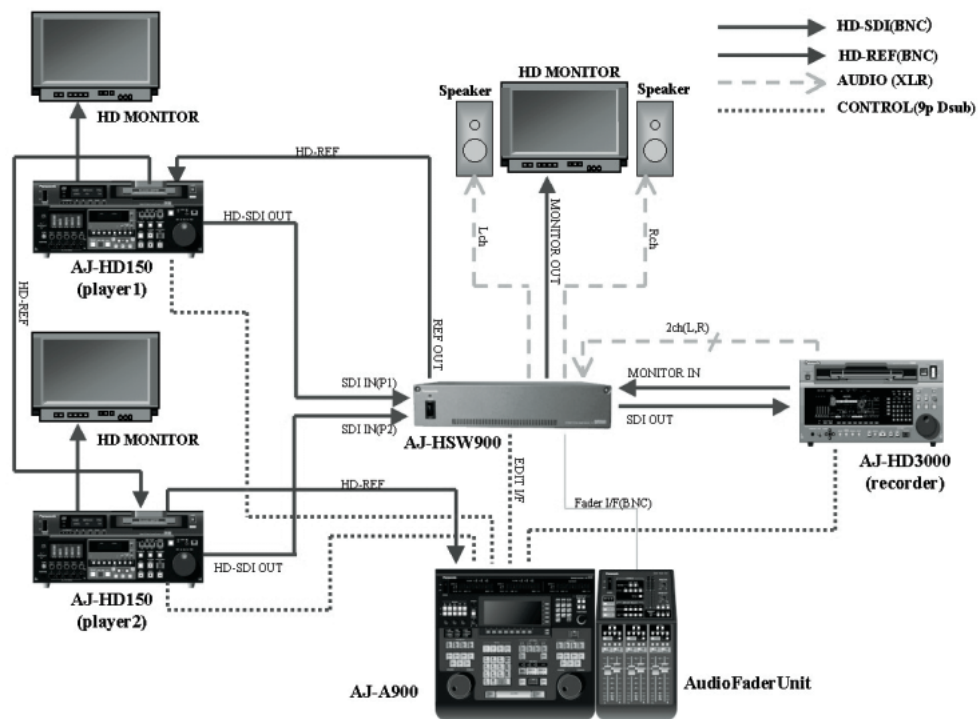 HD-SDI(BNC)
HD-REF(BNC)
AUDIO (XLR)
CONTROL(9p Dsub)
HD MONITOR
Speaker
HD MONITOR
Speaker
HD-REF
HD-SDI OUT
AJ-HD150
(player1)
HD-REF
REF OUT
Lch
MONITOR OUT
Rch
2ch(L,R)
MONITOR IN
SDI OUT
SDI IN(P1)
SDI IN(P2)
AJ-HSW900
AJ-HD3000
(recorder)
HD MONITOR
HD-REF
HD-SDI OUT
AJ-HD150
(player2)
EDIT I/F
Fader I/F(BNC)
AJ-A900
AudioFaderUnit